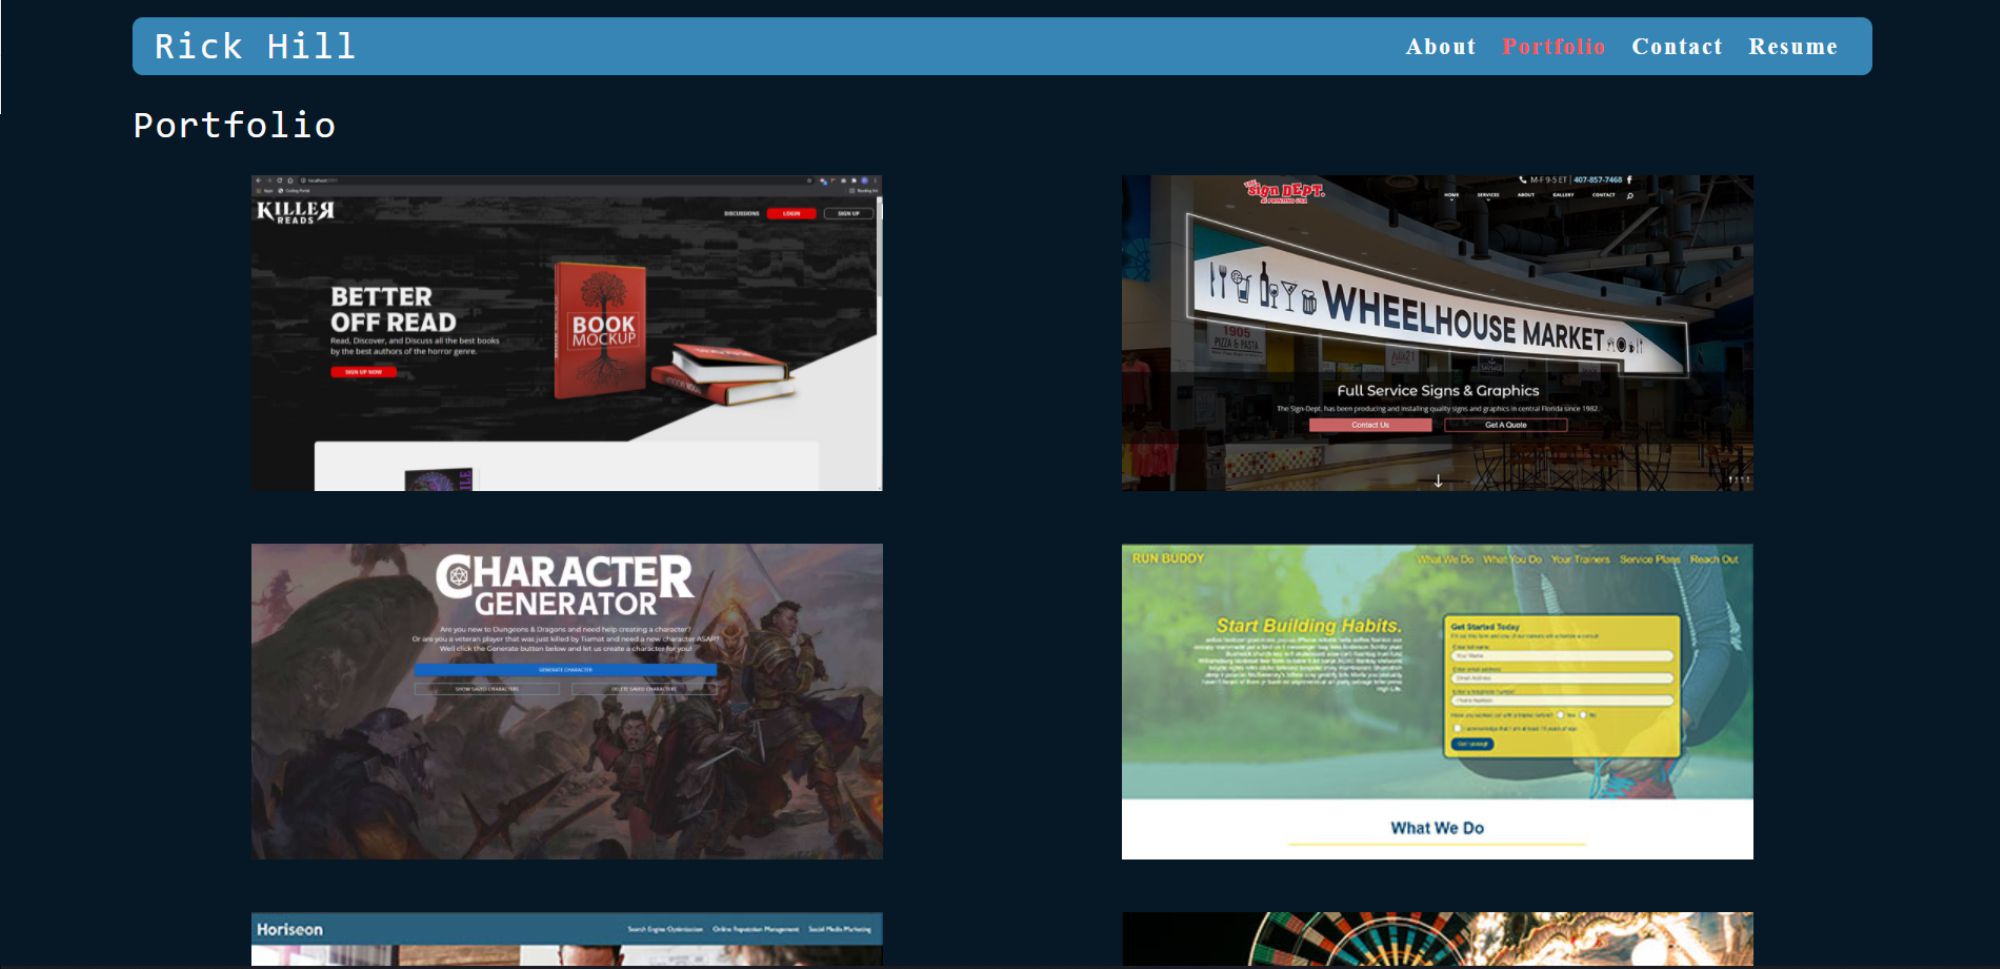 Rick Hill
About Portfolio Contact Resume
Portfolio
KILLER
READS
DISCUSSIONS LOGIN SIGN UP
BETTER
OFF READ
Read, Discover, and Discuss all the best books
by the best authors of the horror genre.
SIGN UP NOW
BOOK
MOCKUP
THE
Sign DEPT.
M-F 9-5 ET | 407-857-7468
HOME SERVICES ABOUT GALLERY CONTACT
WHEELHOUSE MARKET
1905
PIZZA & PASTA
Full Service Signs & Graphics
The Sign-Dept. has been producing and installing quality signs and graphics in central Florida since 1982.
Contact Us Get A Quote
CHARACTER
GENERATOR
Are you new to Dungeons & Dragons and need help creating a character?
Or are you a veteran player that was just killed by Tiamat and need a new character ASAP?
Well click the Generate button below and let us create a character for you!
GENERATE CHARACTER
SHOW SAVED CHARACTERS DELETE SAVED CHARACTERS
RUN BUDDY
What We Do What You Do Your Trainers Service Plans Reach Out
Start Building Habits.
Get Started Today
What We Do
Horiseon
Search Engine Optimization Online Reputation Management Social Media Marketing